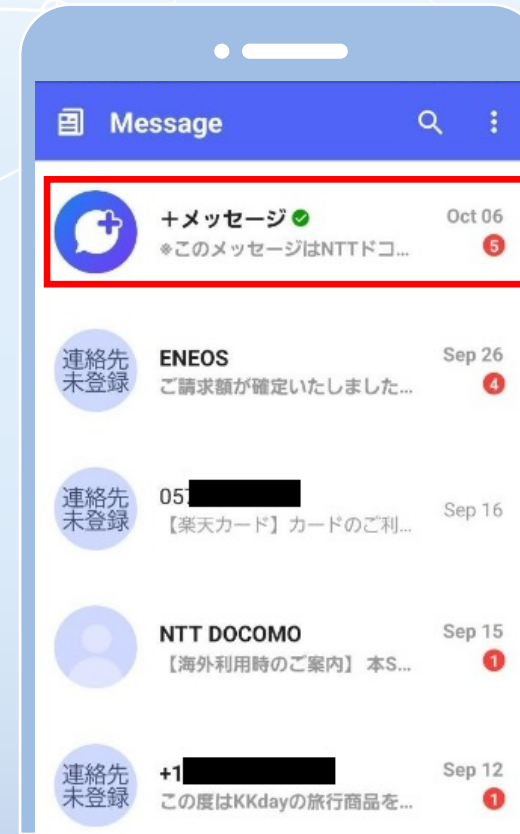 Message
+メッセージ
Oct 06
※このメッセージはNTTドコ...
5
連絡先
未登録
ENEOS
Sep 26
ご請求額が確定いたしました...
4
連絡先
未登録
057
Sep 16
【楽天カード】カードのご利...
NTT DOCOMO
Sep 15
【海外利用時のご案内】 本S...
1
連絡先
未登録
+1
Sep 12
この度はKKdayの旅行商品を...
1